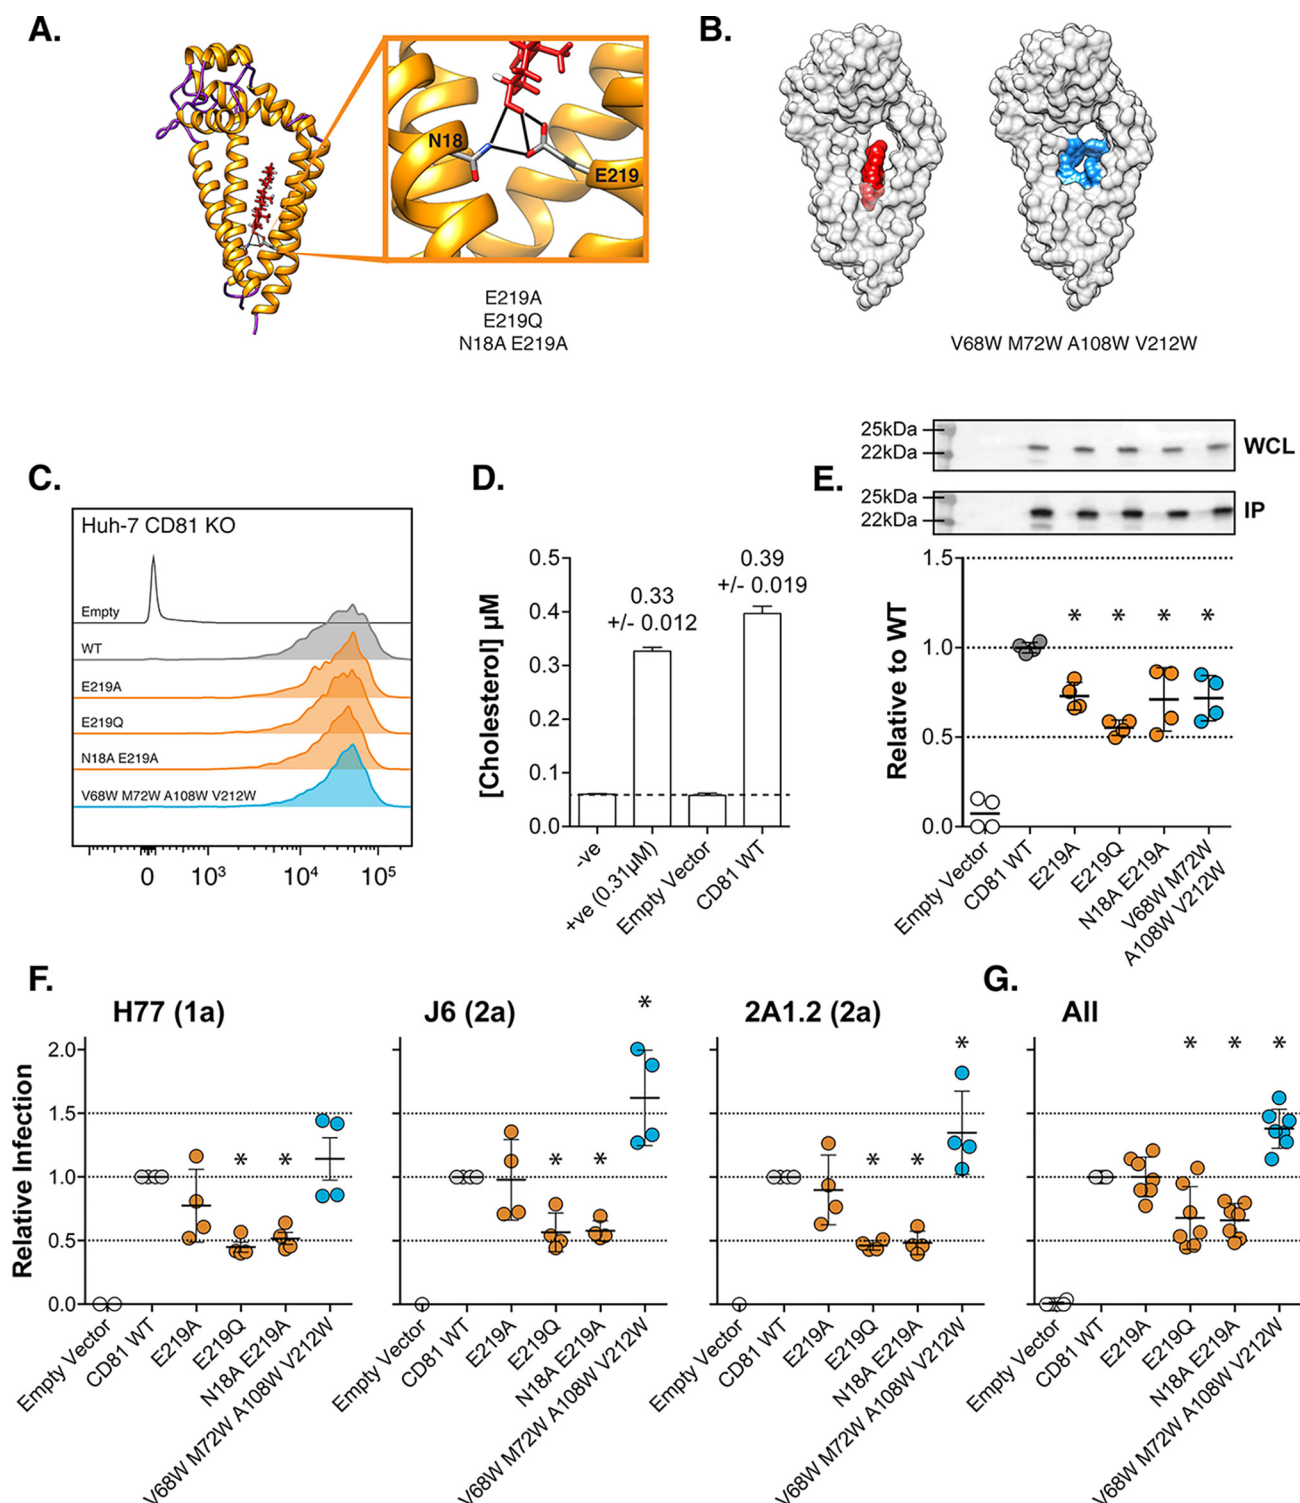 A.
N18
E219
E219A
E219Q
N18A E219A
B.
V68W M72W A108W V212W
C.
Huh-7 CD81 KO
Empty
WT
E219A
E219Q
N18A E219A
V68W M72W A108W V212W
0 10³ 10⁴ 10⁵
D.
[Cholesterol] µM
0.5
0.4
0.3
0.2
0.1
0.0
0.33
+/- 0.012
0.39
+/- 0.019
-ve
+ve (0.31µM)
Empty Vector
CD81 WT
E.
25kDa
22kDa
WCL
25kDa
22kDa
IP
Relative to WT
1.5
1.0
0.5
0.0
* * * *
Empty Vector
CD81 WT
E219A
E219Q
N18A E219A
V68W M72W
A108W V212W
F.
Relative Infection
H77 (1a)
2.0
1.5
1.0
0.5
0.0
* *
Empty Vector
CD81 WT
E219A
E219Q
N18A E219A
V68W M72W A108W V212W
J6 (2a)
* * *
Empty Vector
CD81 WT
E219A
E219Q
N18A E219A
V68W M72W A108W V212W
2A1.2 (2a)
* * *
Empty Vector
CD81 WT
E219A
E219Q
N18A E219A
V68W M72W A108W V212W
G.
All
* * *
Empty Vector
CD81 WT
E219A
E219Q
N18A E219A
V68W M72W A108W V212W